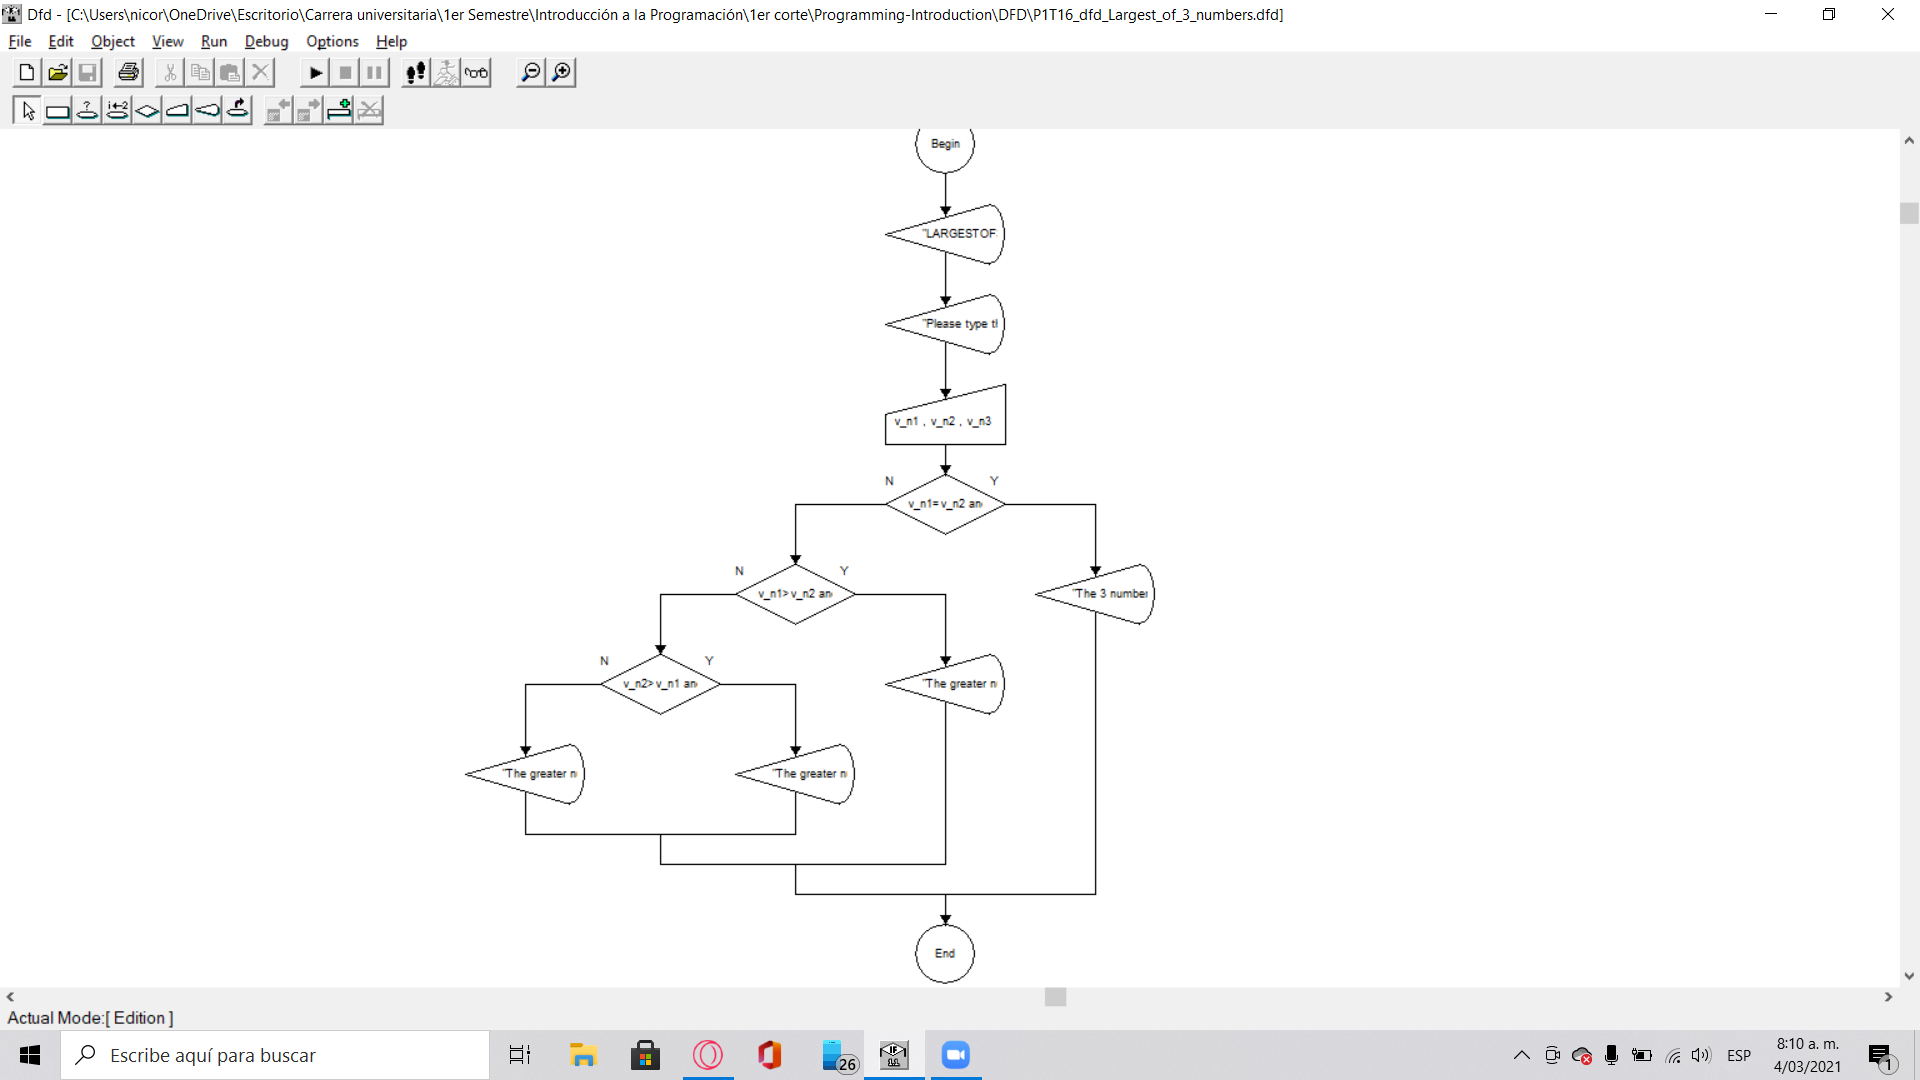 Dfd - [C:\Users\nicor\OneDrive\Escritorio\Carrera universitaria\1er Semestre\Introducción a la Programación\1er corte\Programming-Introduction\DFD\P1T16_dfd_Largest_of_3_numbers.dfd]
File Edit Object View Run Debug Options Help
Begin
"LARGESTOF
"Please type th
v_n1 , v_n2 , v_n3
N Y
v_n1=v_n2 an
N Y
v_n1>v_n2 an
"The 3 number
N Y
v_n2>v_n1 an
"The greater n
"The greater n
"The greater n
End
Actual Mode:[ Edition ]
Escribe aquí para buscar
26
ESP
8:10 a. m.
4/03/2021
1